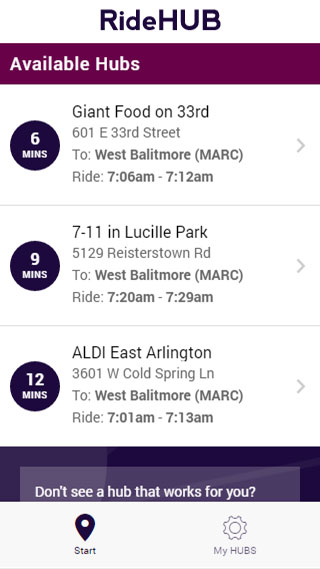 RideHUB
Available Hubs
6
MINS
Giant Food on 33rd
601 E 33rd Street
To: West Balitmore (MARC)
Ride: 7:06am - 7:12am
9
MINS
7-11 in Lucille Park
5129 Reisterstown Rd
To: West Balitmore (MARC)
Ride: 7:20am - 7:29am
12
MINS
ALDI East Arlington
3601 W Cold Spring Ln
To: West Balitmore (MARC)
Ride: 7:01am - 7:13am
Don't see a hub that works for you?
Start
My HUBS